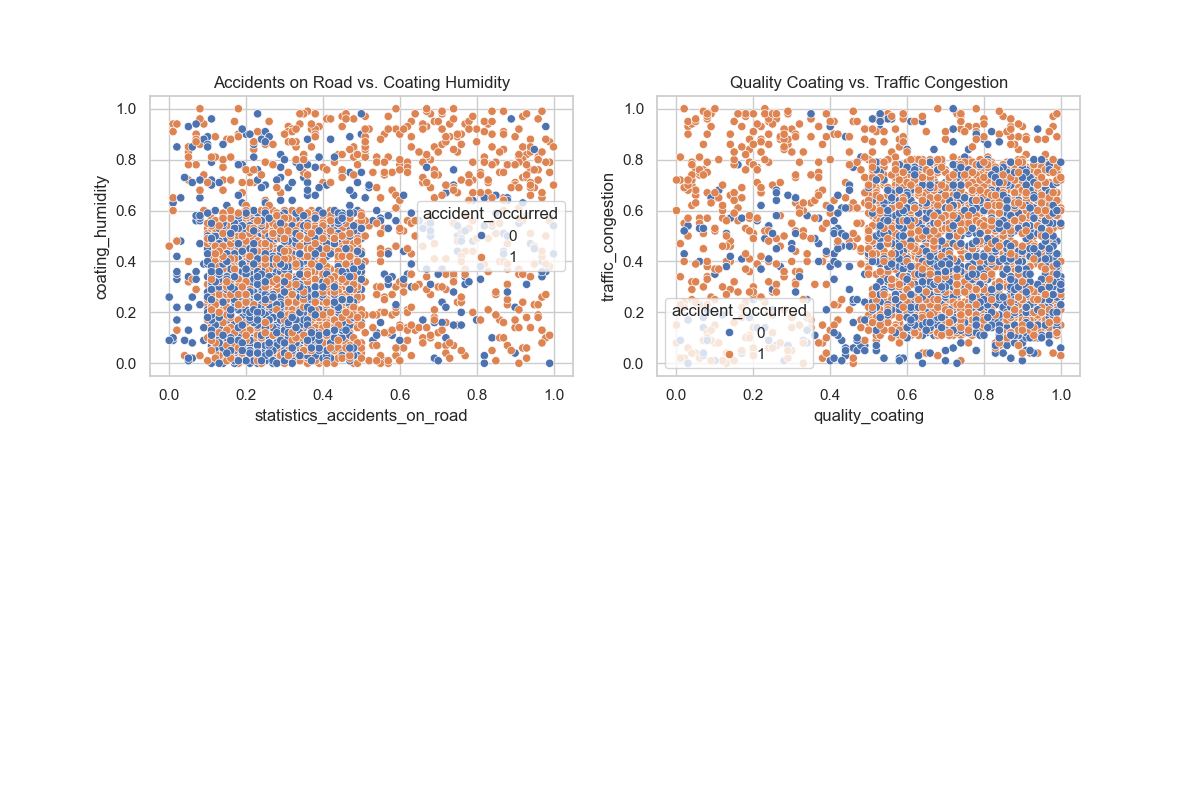 Accidents on Road vs. Coating Humidity
1.0
0.8
0.6
0.4
0.2
0.0
coating_humidity
accident_occurred
0
1
0.0 0.2 0.4 0.6 0.8 1.0
statistics_accidents_on_road
Quality Coating vs. Traffic Congestion
1.0
0.8
0.6
0.4
0.2
0.0
traffic_congestion
accident_occurred
0
1
0.0 0.2 0.4 0.6 0.8 1.0
quality_coating